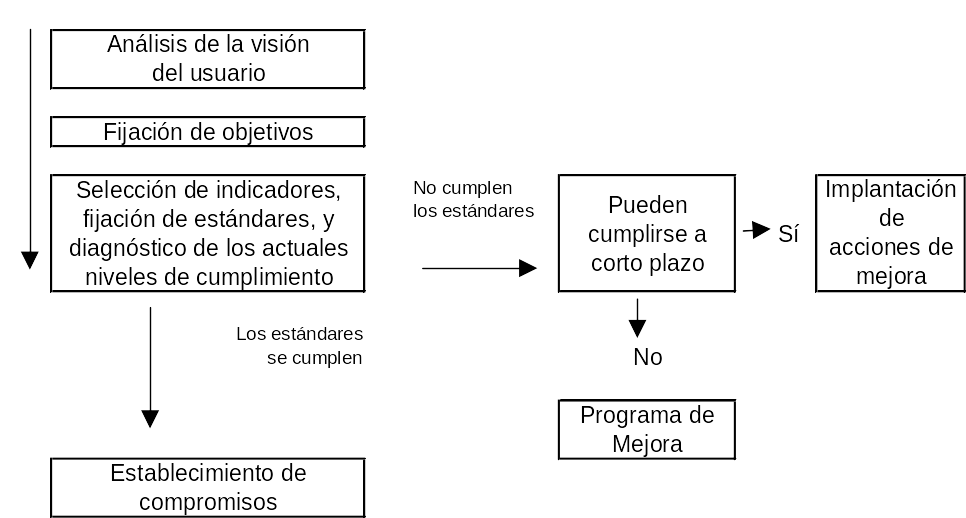 Análisis de la visión
del usuario
Fijación de objetivos
Selección de indicadores,
fijación de estándares, y
diagnóstico de los actuales
niveles de cumplimiento
No cumplen
los estándares
Pueden
cumplirse a
corto plazo
Sí
Implantación
de
acciones de
mejora
Los estándares
se cumplen
No
Programa de
Mejora
Establecimiento de
compromisos